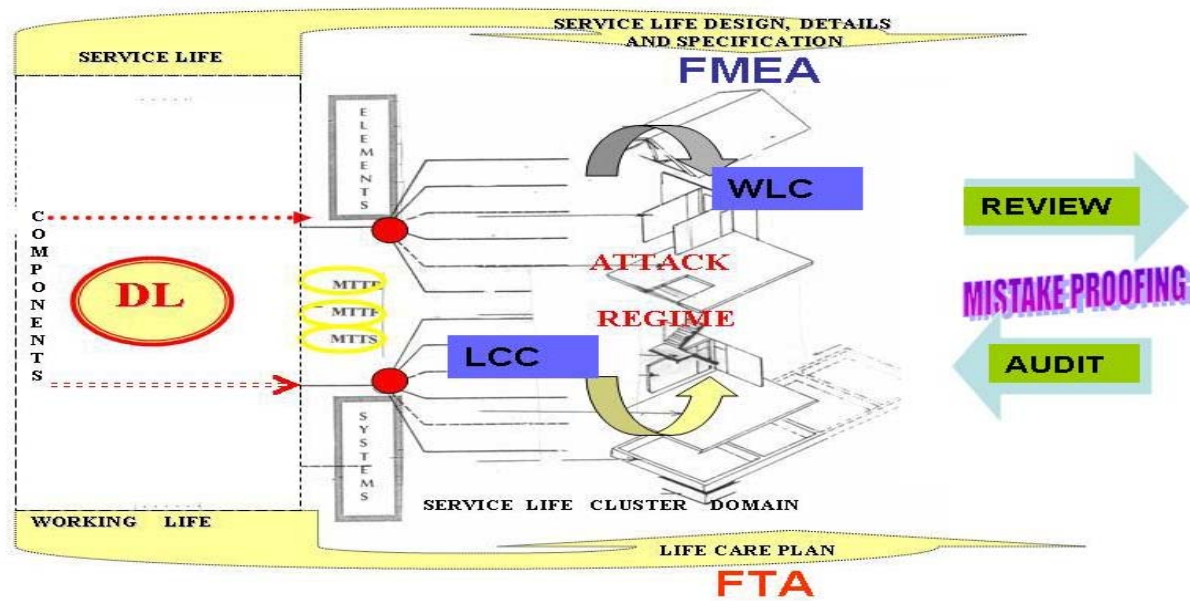 SERVICE LIFE DESIGN, DETAILS
AND SPECIFICATION
SERVICE LIFE
FMEA
ELEMENTS
WLC
REVIEW
COMPONENTS
DL
ATTACK
REGIME
MISTAKE PROOFING
MTTS
LCC
AUDIT
SYSTEMS
SERVICE LIFE CLUSTER DOMAIN
WORKING LIFE
LIFE CARE PLAN
FTA